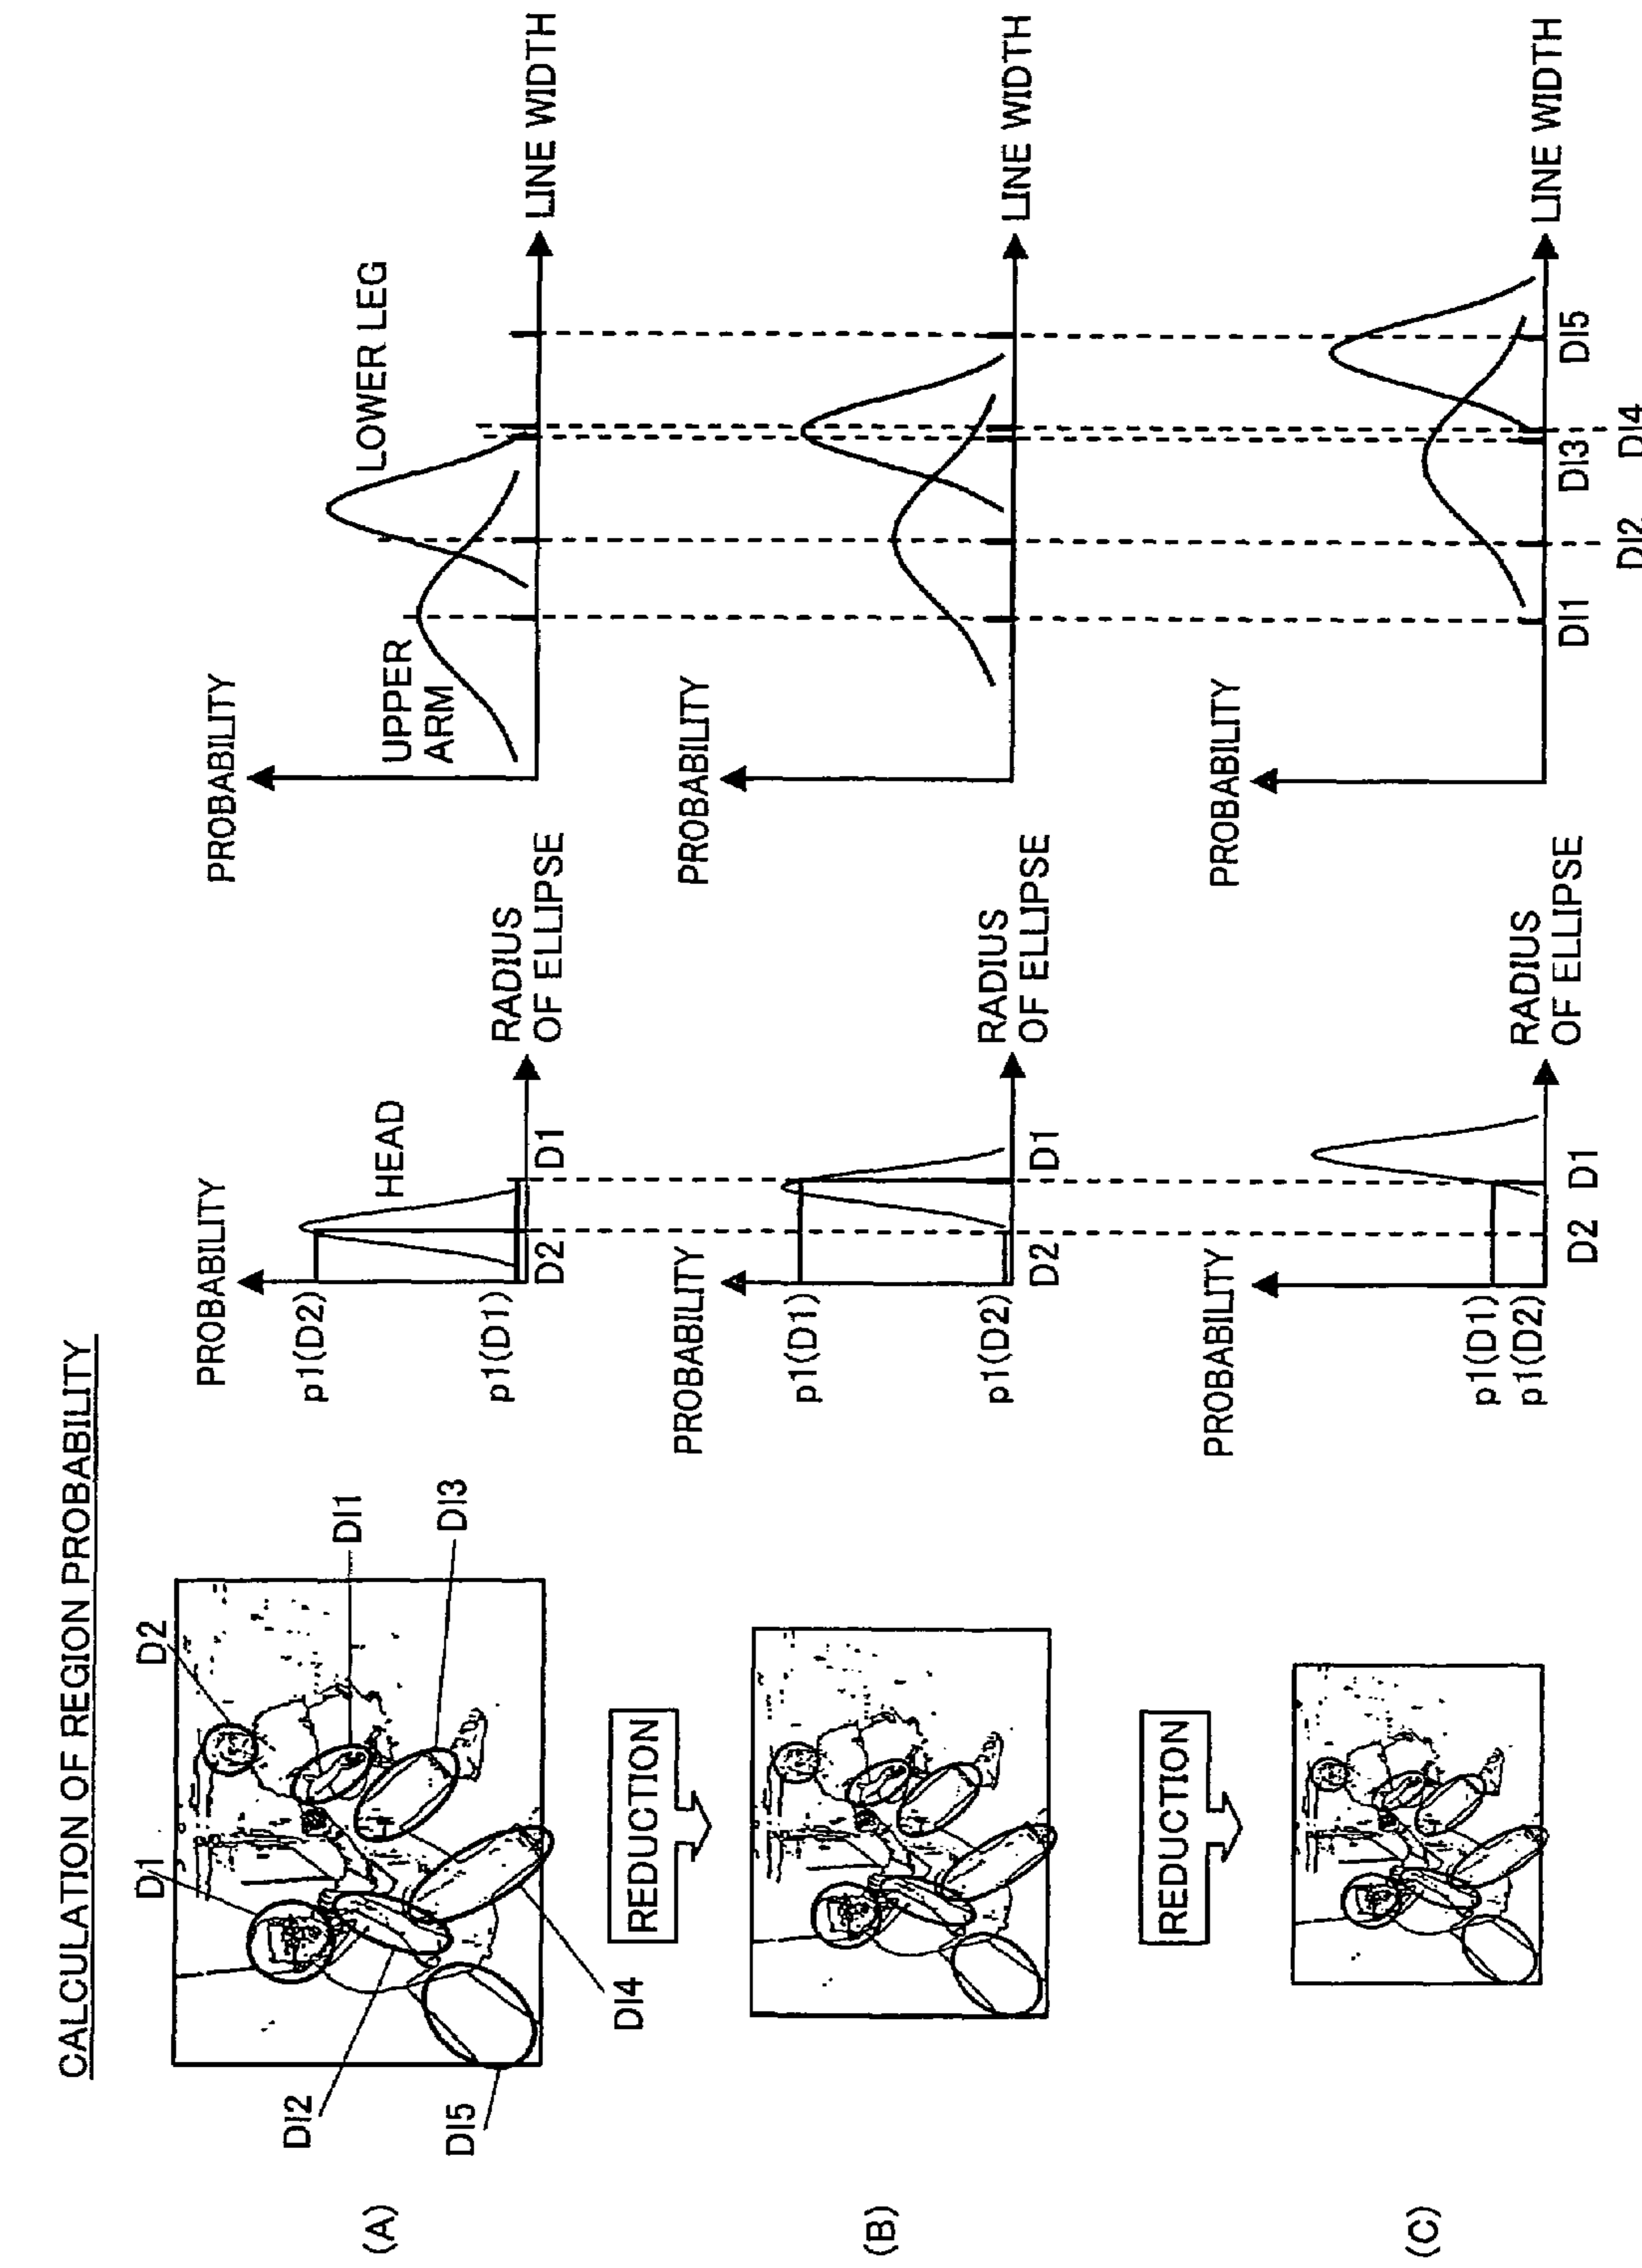 CALCULATION OF REGION PROBABILITY
(A)
D1
D2
DI1
DI3
DI2
DI5
DI4
PROBABILITY
p1(D2)
p1(D1)
HEAD
D2
D1
RADIUS
OF ELLIPSE
PROBABILITY
UPPER
ARM
LOWER LEG
LINE WIDTH
REDUCTION
(B)
PROBABILITY
p1(D1)
p1(D2)
D2
D1
RADIUS
OF ELLIPSE
PROBABILITY
LINE WIDTH
REDUCTION
(C)
PROBABILITY
p1(D1)
p1(D2)
D2
D1
RADIUS
OF ELLIPSE
PROBABILITY
LINE WIDTH
DI1
DI3
DI5
DI2
DI4